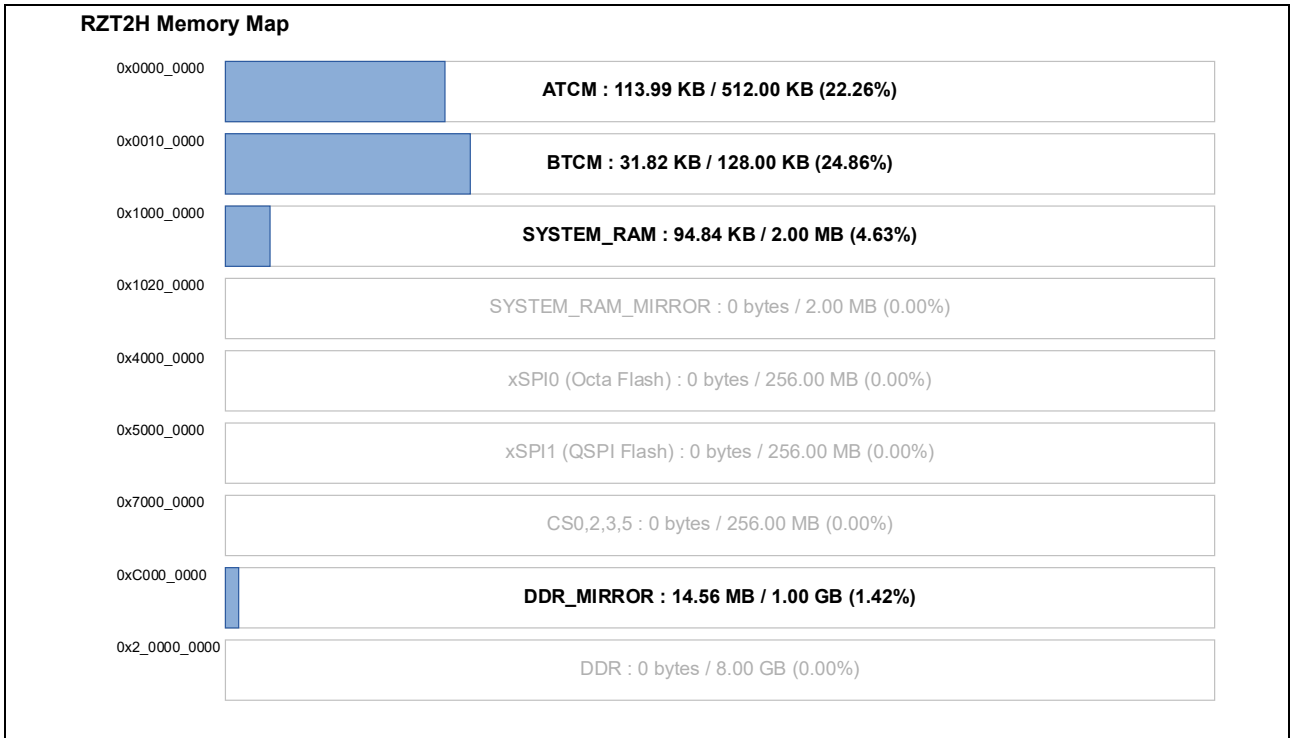 RZT2H Memory Map
0x0000_0000
ATCM : 113.99 KB / 512.00 KB (22.26%)
0x0010_0000
BTCM : 31.82 KB / 128.00 KB (24.86%)
0x1000_0000
SYSTEM_RAM : 94.84 KB / 2.00 MB (4.63%)
0x1020_0000
SYSTEM_RAM_MIRROR : 0 bytes / 2.00 MB (0.00%)
0x4000_0000
xSPI0 (Octa Flash) : 0 bytes / 256.00 MB (0.00%)
0x5000_0000
xSPI1 (QSPI Flash) : 0 bytes / 256.00 MB (0.00%)
0x7000_0000
CS0,2,3,5 : 0 bytes / 256.00 MB (0.00%)
0xC000_0000
DDR_MIRROR : 14.56 MB / 1.00 GB (1.42%)
0x2_0000_0000
DDR : 0 bytes / 8.00 GB (0.00%)